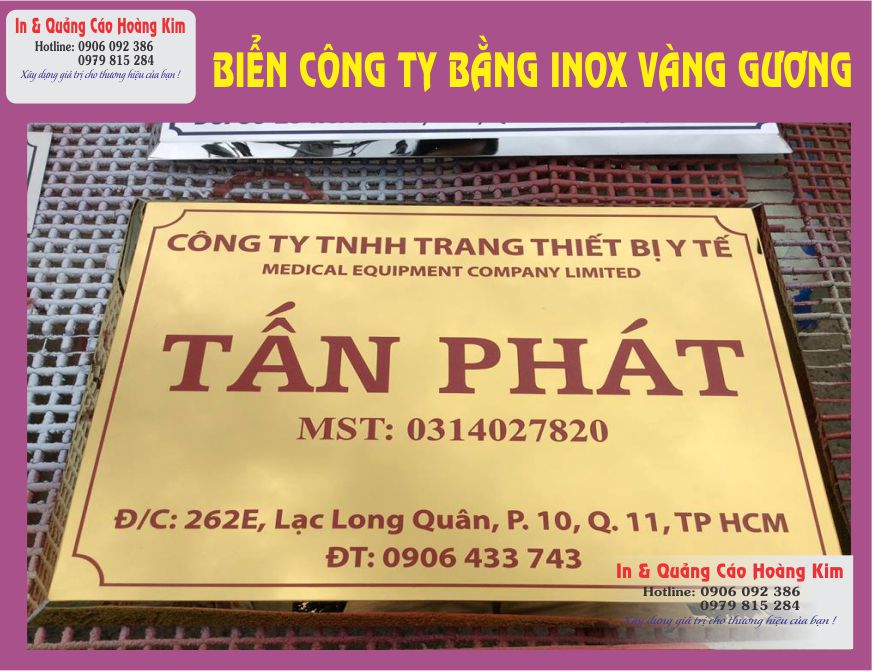 In & Quảng Cáo Hoàng Kim
Hotline: 0906 092 386
0979 815 284
Xây dựng giá trị cho thương hiệu của bạn !
BIỂN CÔNG TY BẰNG INOX VÀNG GƯƠNG
CÔNG TY TNHH TRANG THIẾT BỊ Y TẾ
MEDICAL EQUIPMENT COMPANY LIMITED
TẤN PHÁT
MST: 0314027820
Đ/C: 262E, Lạc Long Quân, P. 10, Q. 11, TP HCM
ĐT: 0906 433 743
In & Quảng Cáo Hoàng Kim
Hotline: 0906 092 386
0979 815 284
Xây dựng giá trị cho thương hiệu của bạn !